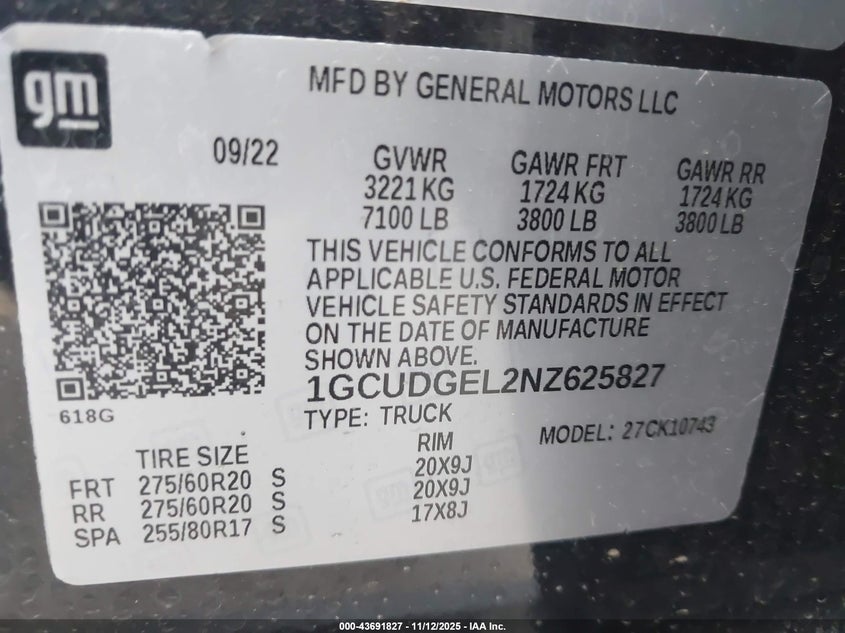 gm
MFD BY GENERAL MOTORS LLC
09/22
GVWR GAWR FRT GAWR RR
3221 KG 1724 KG 1724 KG
7100 LB 3800 LB 3800 LB
THIS VEHICLE CONFORMS TO ALL
APPLICABLE U.S. FEDERAL MOTOR
VEHICLE SAFETY STANDARDS IN EFFECT
ON THE DATE OF MANUFACTURE
SHOWN ABOVE.
1GCUDGEL2NZ625827
618G
TYPE: TRUCK
MODEL: 27CK10743
TIRE SIZE RIM
FRT 275/60R20 S 20X9J
RR 275/60R20 S 20X9J
SPA 255/80R17 S 17X8J
000-43691827 - 11/12/2025 - IAA Inc.